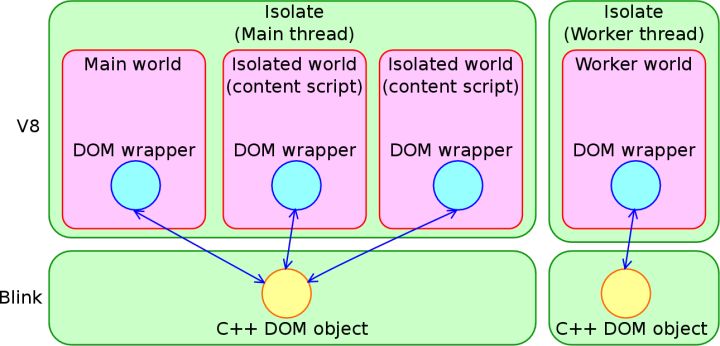 Isolate
(Main thread)
Isolate
(Worker thread)
Main world
Isolated world
(content script)
Isolated world
(content script)
Worker world
V8
DOM wrapper
DOM wrapper
DOM wrapper
DOM wrapper
Blink
C++ DOM object
C++ DOM object